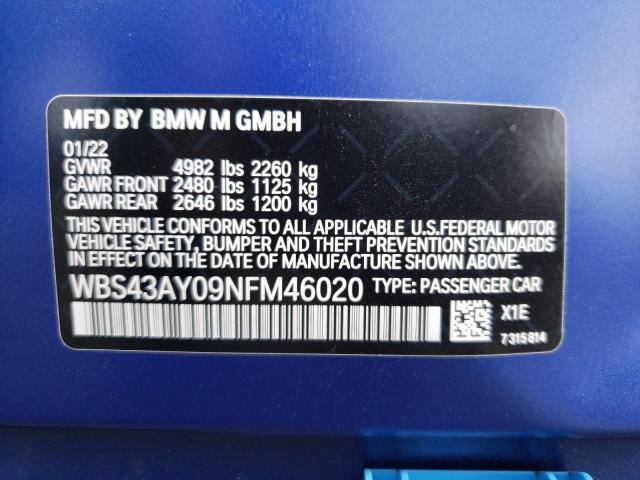 MFD BY BMW M GMBH
01/22
GVWR 4982 lbs 2260 kg
GAWR FRONT 2480 lbs 1125 kg
GAWR REAR 2646 lbs 1200 kg
THIS VEHICLE CONFORMS TO ALL APPLICABLE U.S.FEDERAL MOTOR
VEHICLE SAFETY, BUMPER AND THEFT PREVENTION STANDARDS
IN EFFECT ON THE DATE OF MANUFACTURE SHOWN ABOVE.
WBS43AY09NFM46020 TYPE: PASSENGER CAR
X1E
7315814